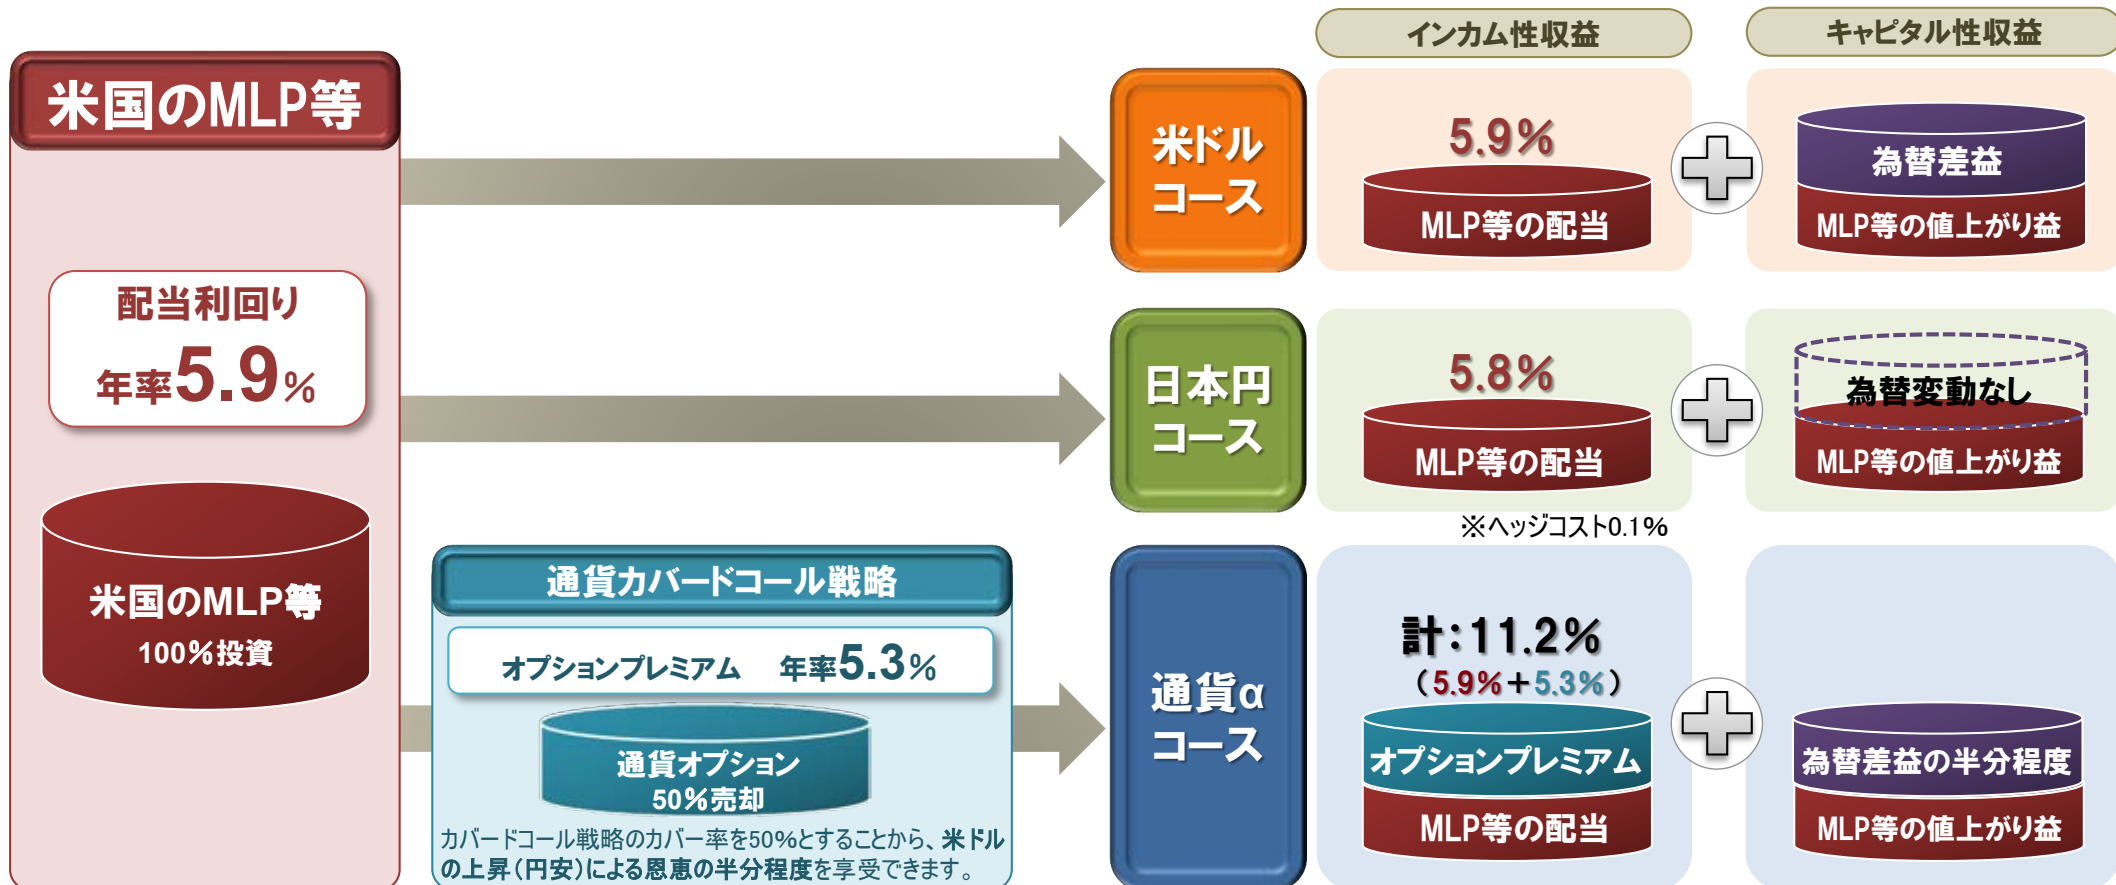 インカム性収益
キャピタル性収益
米国のMLP等
配当利回り
年率5.9%
米国のMLP等
100%投資
米ドル
コース
5.9%
MLP等の配当
為替差益
MLP等の値上がり益
日本円
コース
5.8%
MLP等の配当
為替変動なし
MLP等の値上がり益
※ヘッジコスト0.1%
通貨カバードコール戦略
オプションプレミアム 年率5.3%
通貨オプション
50%売却
カバードコール戦略のカバー率を50%とすることから、米ドル
の上昇(円安)による恩恵の半分程度を享受できます。
通貨α
コース
計:11.2%
(5.9%+5.3%)
オプションプレミアム
MLP等の配当
為替差益の半分程度
MLP等の値上がり益